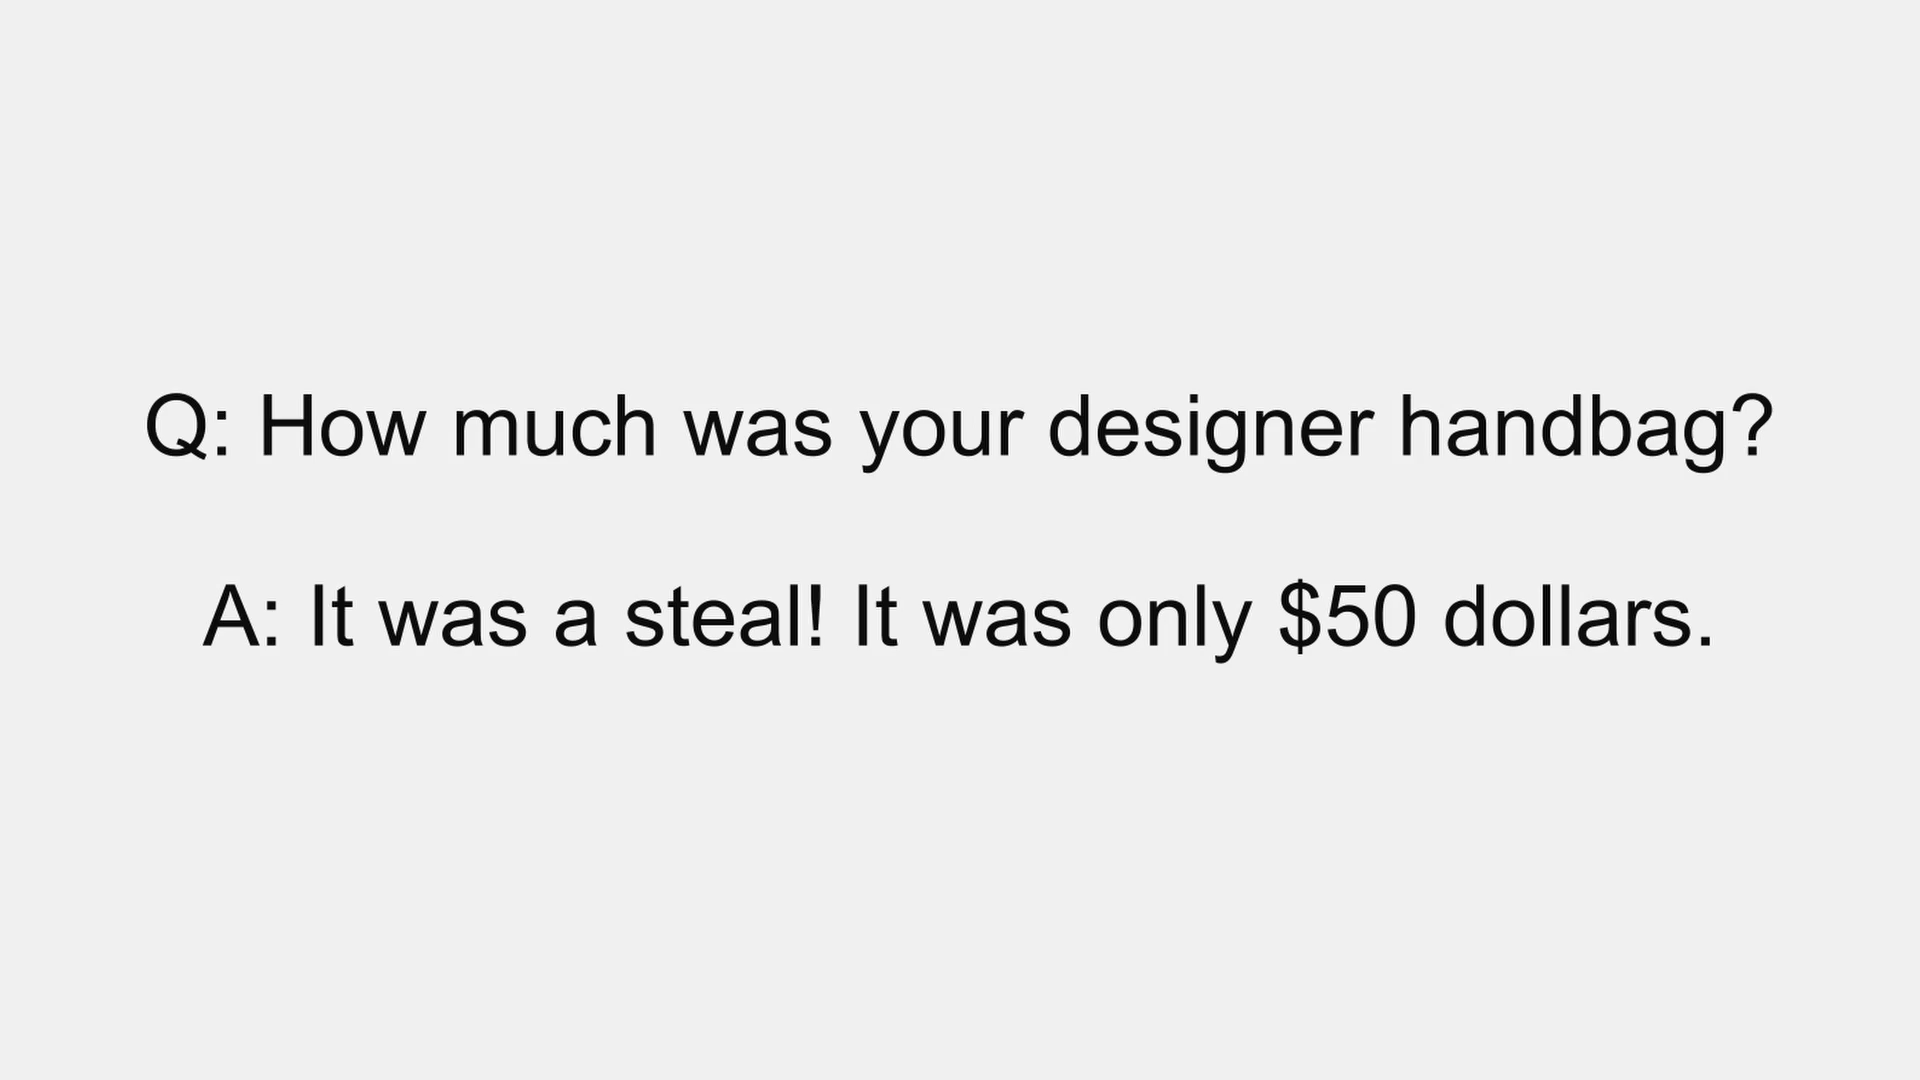 Q: How much was your designer handbag?
A: It was a steal! It was only $50 dollars.